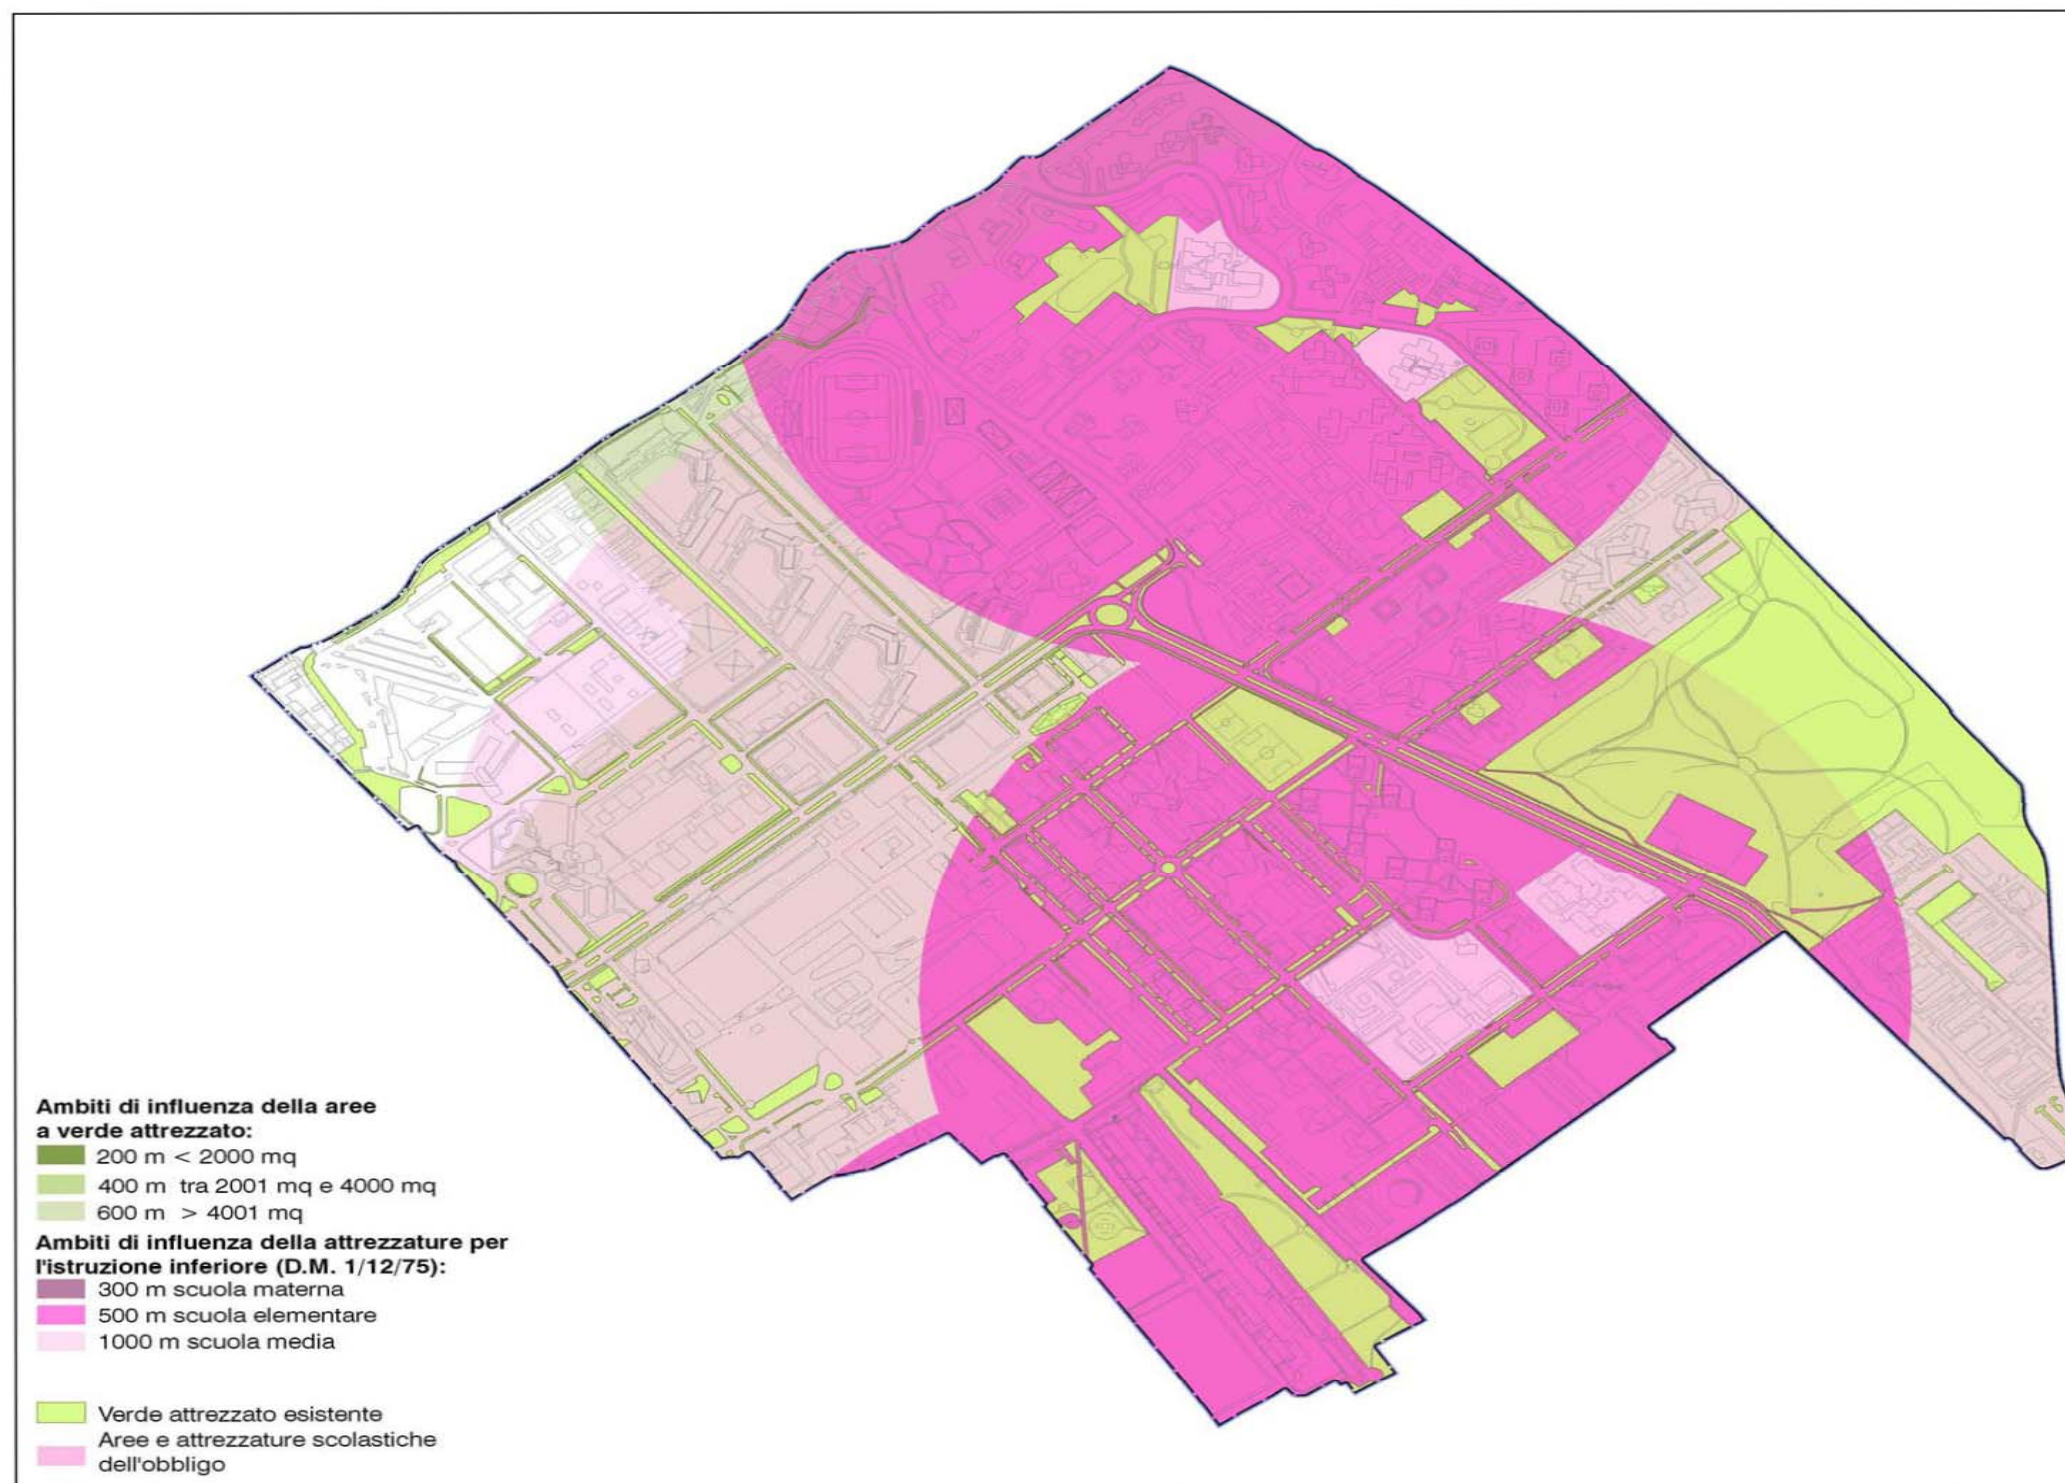 Ambiti di influenza della aree
a verde attrezzato:
200 m < 2000 mq
400 m tra 2001 mq e 4000 mq
600 m > 4001 mq
Ambiti di influenza della attrezzature per
l'istruzione inferiore (D.M. 1/12/75):
300 m scuola materna
500 m scuola elementare
1000 m scuola media
Verde attrezzato esistente
Aree e attrezzature scolastiche
dell'obbligo